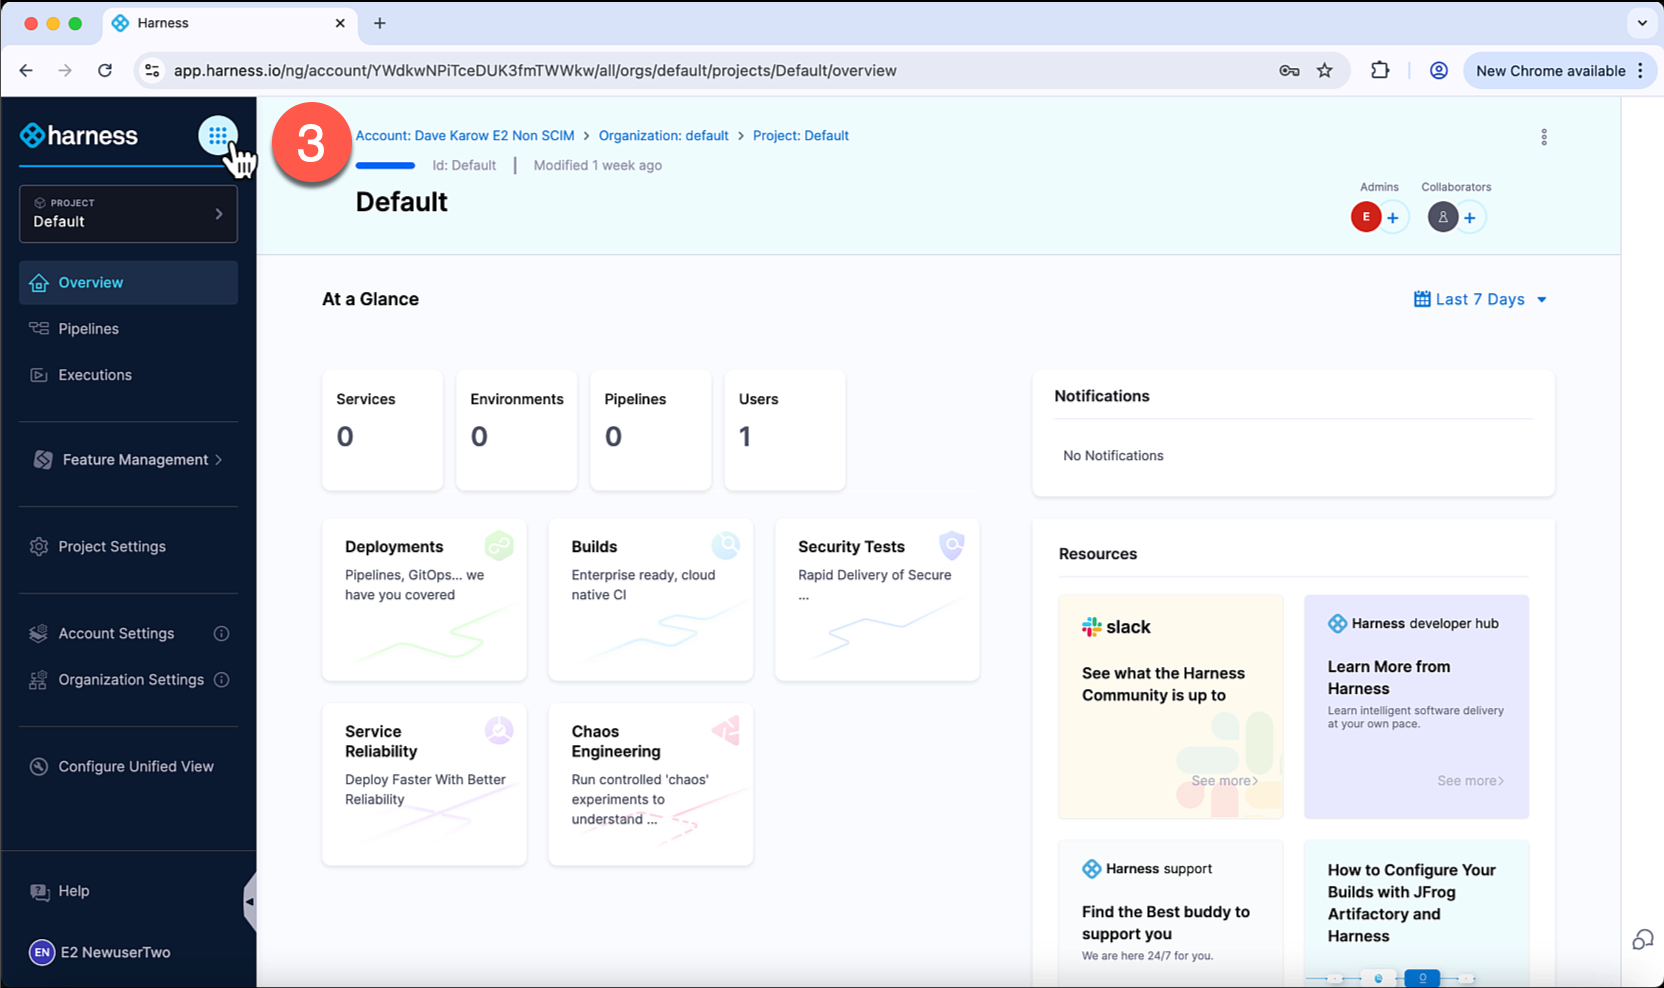 Harness
app.harness.io/ng/account/YWdkwNPiTceDUK3fmTWWkw/all/orgs/default/projects/Default/overview
New Chrome available
harness
3
Account: Dave Karow E2 Non SCIM > Organization: default > Project: Default
Id: Default | Modified 1 week ago
Default
Admins
Collaborators
E
PROJECT
Default
Overview
Pipelines
Executions
Feature Management
Project Settings
Account Settings
Organization Settings
Configure Unified View
Help
EN E2 NewuserTwo
At a Glance
Last 7 Days
Services
0
Environments
0
Pipelines
0
Users
1
Deployments
Pipelines, GitOps... we
have you covered
Builds
Enterprise ready, cloud
native CI
Security Tests
Rapid Delivery of Secure
...
Service
Reliability
Deploy Faster With Better
Reliability
Chaos
Engineering
Run controlled 'chaos'
experiments to
understand ...
Notifications
No Notifications
Resources
slack
See what the Harness
Community is up to
See more>
Harness developer hub
Learn More from
Harness
Learn intelligent software delivery
at your own pace.
See more>
Harness support
Find the Best buddy to
support you
We are here 24/7 for you.
How to Configure Your
Builds with JFrog
Artifactory and
Harness